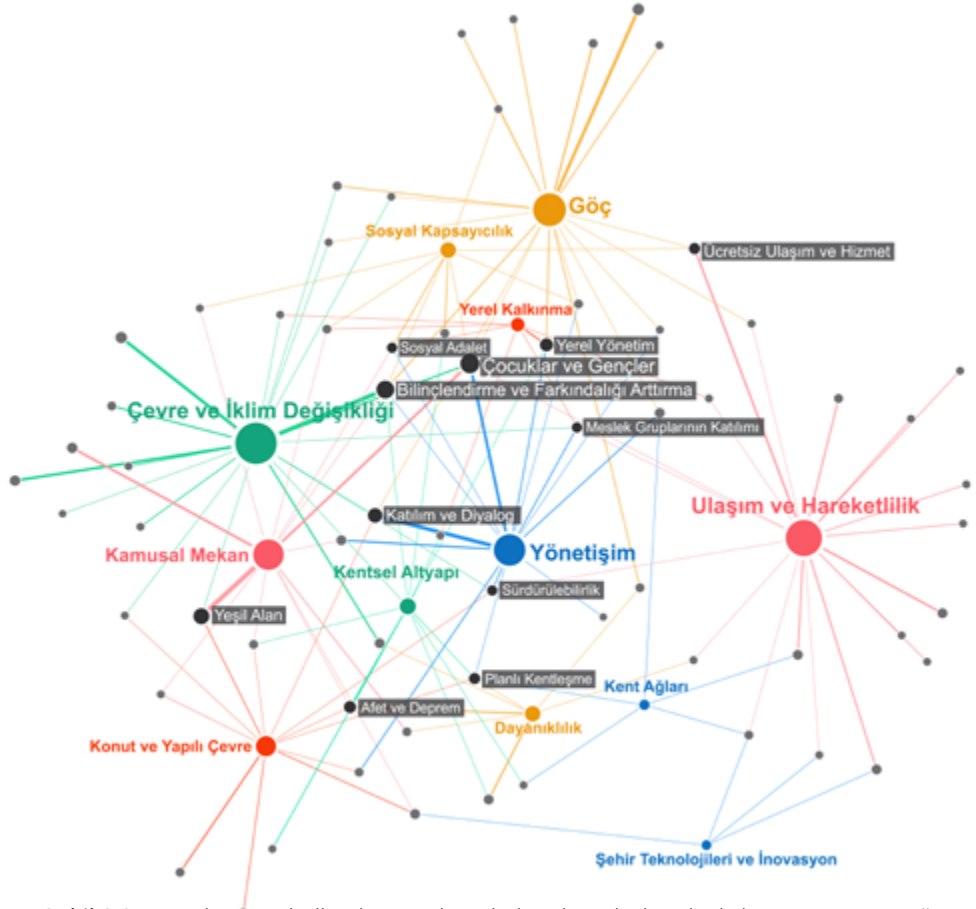 Göç
Sosyal Kapsayıcılık
Ücretsiz Ulaşım ve Hizmet
Yerel Kalkınma
Sosyal Adalet
Yerel Yönetim
Çocuklar ve Gençler
Bilinçlendirme ve Farkındalığı Arttırma
Çevre ve İklim Değişikliği
Meslek Gruplarının Katılımı
Ulaşım ve Hareketlilik
Katılım ve Diyalog
Kamusal Mekan
Yönetişim
Kentsel Altyapı
Sürdürülebilirlik
Yeşil Alan
Planlı Kentleşme
Kent Ağları
Afet ve Deprem
Dayanıklılık
Konut ve Yapılı Çevre
Şehir Teknolojileri ve İnovasyon